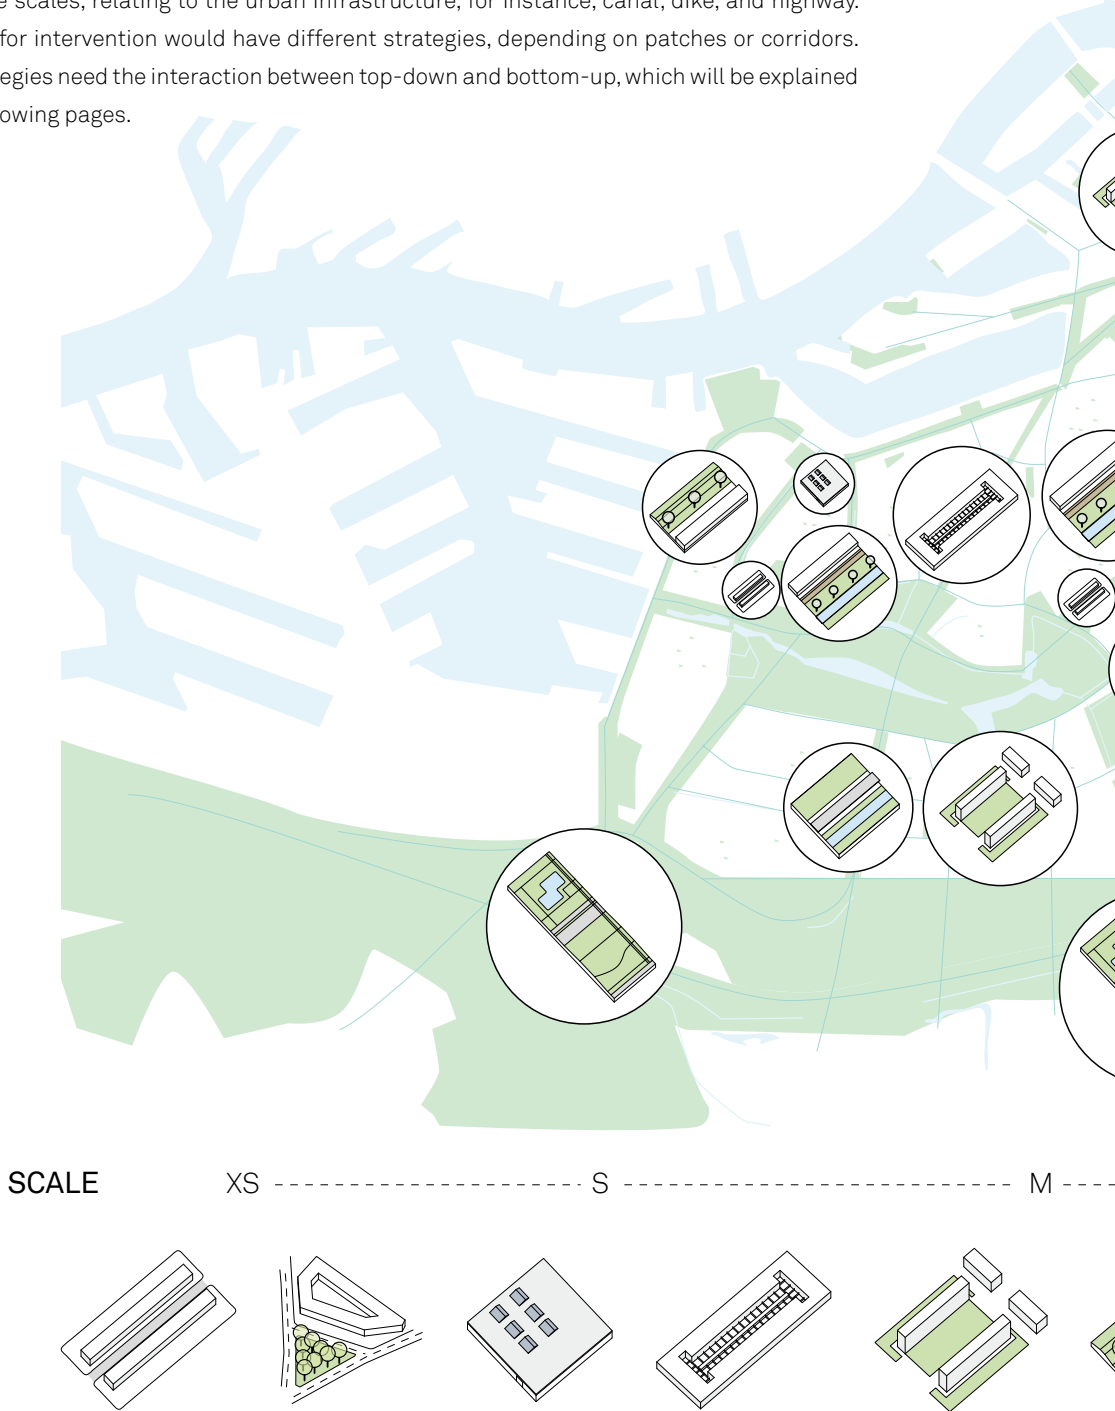 scales, relating to the urban infrastructure, for instance, canal, dike, and highway.
for intervention would have different strategies, depending on patches or corridors.
egies need the interaction between top-down and bottom-up, which will be explained
owing pages.
SCALE XS S M